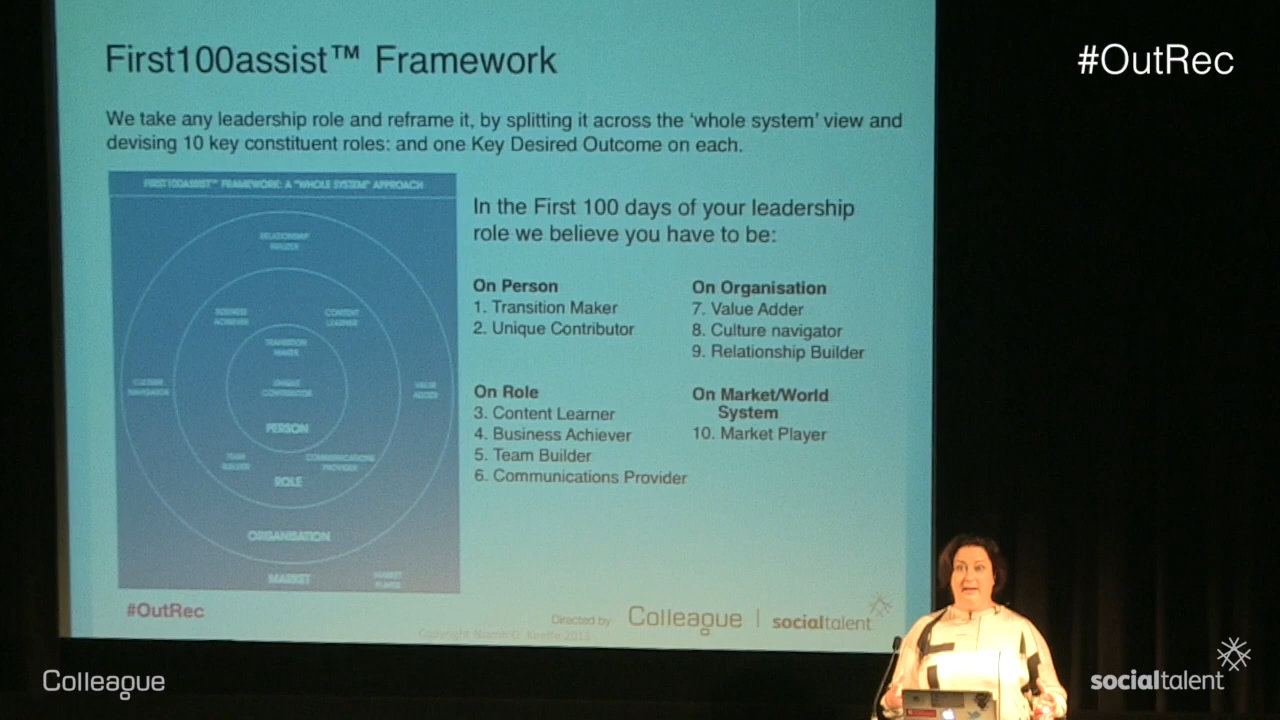 First100assist™ Framework
#OutRec
We take any leadership role and reframe it, by splitting it across the ‘whole system’ view and
devising 10 key constituent roles: and one Key Desired Outcome on each.
FIRST100ASSIST™ FRAMEWORK: A "WHOLE SYSTEM" APPROACH
RELATIONSHIP
BUILDER
BUSINESS
ACHIEVER
CONTENT
LEARNER
TRANSITION
MAKER
CULTURE
NAVIGATOR
UNIQUE
CONTRIBUTOR
VALUE
ADDER
PERSON
TEAM
BUILDER
COMMUNICATIONS
PROVIDER
ROLE
ORGANISATION
MARKET
MARKET
PLAYER
In the First 100 days of your leadership
role we believe you have to be:
On Person
1. Transition Maker
2. Unique Contributor
On Role
3. Content Learner
4. Business Achiever
5. Team Builder
6. Communications Provider
On Organisation
7. Value Adder
8. Culture navigator
9. Relationship Builder
On Market/World
System
10. Market Player
#OutRec
Directed by Colleague | socialtalent
Copyright Niamh O' Keeffe 2013
Colleague
socialtalent